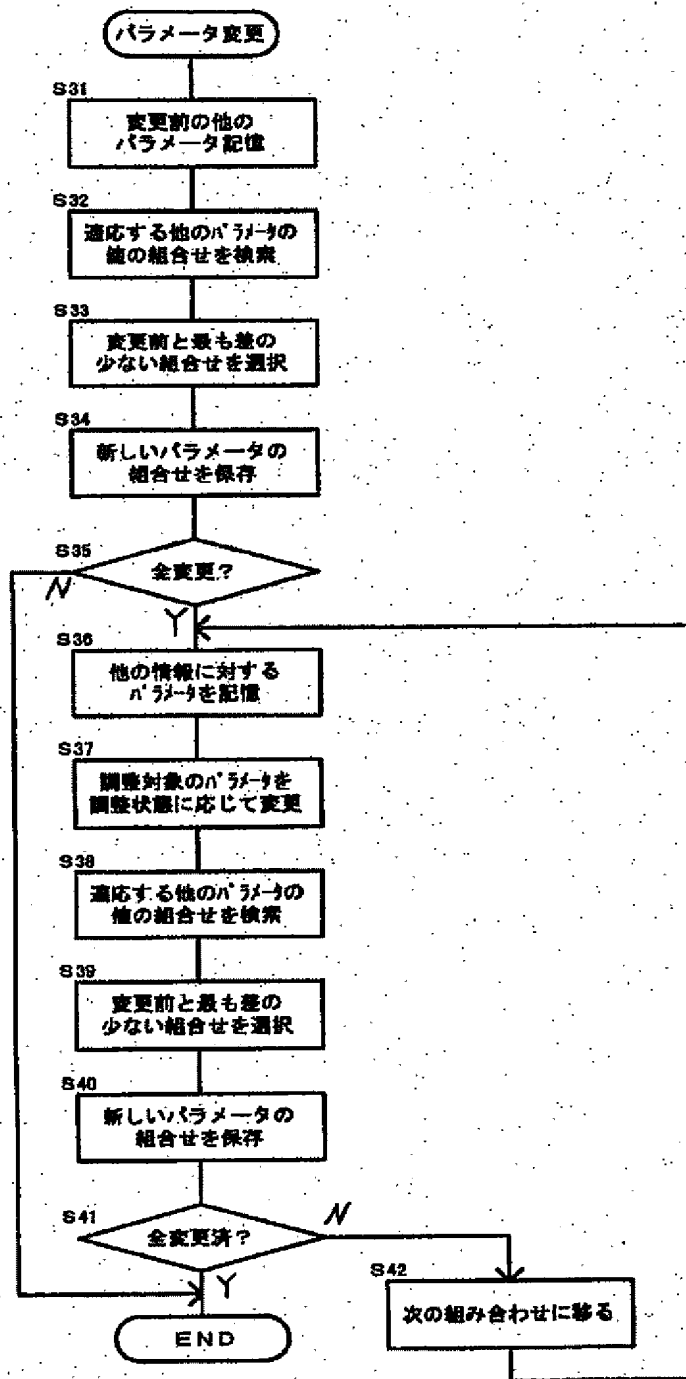 パラメータ変更
S31
変更前の他の
パラメータ記憶
S32
適応する他のパラメータの
値の組合せを検索
S33
変更前と最も差の
少ない組合せを選択
S34
新しいパラメータの
組合せを保存
S35
全変更?
N
Y
S36
他の情報に対する
パラメータを記憶
S37
調整対象のパラメータを
調整状態に応じて変更
S38
適応する他のパラメータの
値の組合せを検索
S39
変更前と最も差の
少ない組合せを選択
S40
新しいパラメータの
組合せを保存
S41
全変更済?
N
Y
S42
次の組み合わせに移る
END